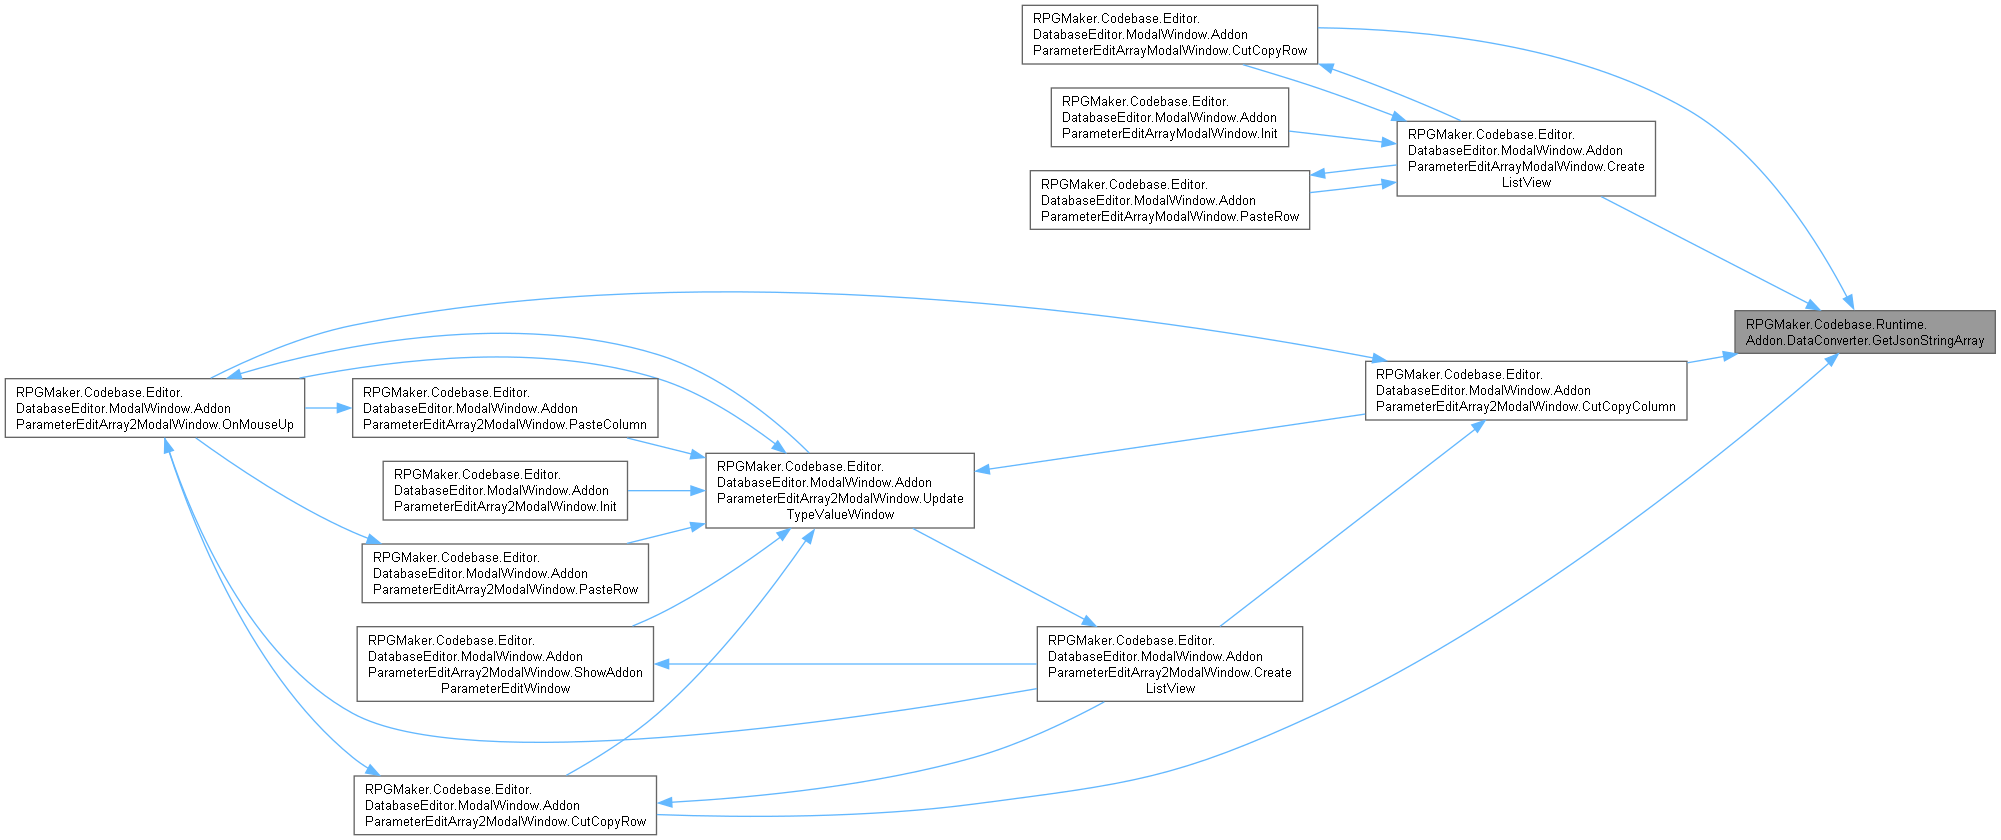 RPGMaker.Codebase.Editor.
DatabaseEditor.ModalWindow.Addon
ParameterEditArrayModalWindow.CutCopyRow
RPGMaker.Codebase.Editor.
DatabaseEditor.ModalWindow.Addon
ParameterEditArrayModalWindow.Init
RPGMaker.Codebase.Editor.
DatabaseEditor.ModalWindow.Addon
ParameterEditArrayModalWindow.Create
ListView
RPGMaker.Codebase.Editor.
DatabaseEditor.ModalWindow.Addon
ParameterEditArrayModalWindow.PasteRow
RPGMaker.Codebase.Runtime.
Addon.DataConverter.GetJsonStringArray
RPGMaker.Codebase.Editor.
DatabaseEditor.ModalWindow.Addon
ParameterEditArray2ModalWindow.CutCopyColumn
RPGMaker.Codebase.Editor.
DatabaseEditor.ModalWindow.Addon
ParameterEditArray2ModalWindow.OnMouseUp
RPGMaker.Codebase.Editor.
DatabaseEditor.ModalWindow.Addon
ParameterEditArray2ModalWindow.PasteColumn
RPGMaker.Codebase.Editor.
DatabaseEditor.ModalWindow.Addon
ParameterEditArray2ModalWindow.Update
TypeValueWindow
RPGMaker.Codebase.Editor.
DatabaseEditor.ModalWindow.Addon
ParameterEditArray2ModalWindow.Init
RPGMaker.Codebase.Editor.
DatabaseEditor.ModalWindow.Addon
ParameterEditArray2ModalWindow.PasteRow
RPGMaker.Codebase.Editor.
DatabaseEditor.ModalWindow.Addon
ParameterEditArray2ModalWindow.ShowAddon
ParameterEditWindow
RPGMaker.Codebase.Editor.
DatabaseEditor.ModalWindow.Addon
ParameterEditArray2ModalWindow.Create
ListView
RPGMaker.Codebase.Editor.
DatabaseEditor.ModalWindow.Addon
ParameterEditArray2ModalWindow.CutCopyRow